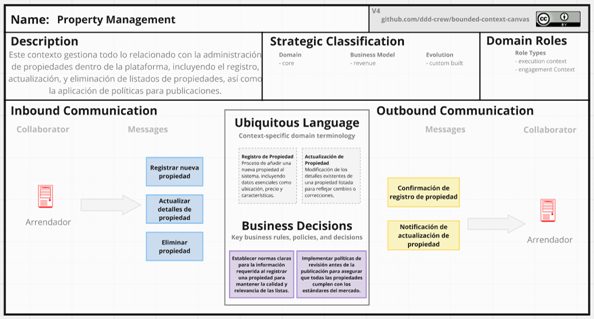 Name: Property Management
V4
github.com/ddd-crew/bounded-context-canvas
CC
BY
Description
Este contexto gestiona todo lo relacionado con la administración
de propiedades dentro de la plataforma, incluyendo el registro,
actualización, y eliminación de listados de propiedades, así como
la aplicación de políticas para publicaciones.
Strategic Classification
Domain
- core
Business Model
- revenue
Evolution
- custom built
Domain Roles
Role Types
- execution context
- engagement Context
Inbound Communication
Collaborator
Messages
Arrendador
Registrar nueva
propiedad
Actualizar
detalles de
propiedad
Eliminar
propiedad
Ubiquitous Language
Context-specific domain terminology
Registro de Propiedad
Proceso de añadir una
nueva propiedad al
sistema, incluyendo
datos esenciales como
ubicación, precio y
características.
Actualización de
Propiedad
Modificación de los
detalles existentes de
una propiedad listada
para reflejar cambios o
correcciones.
Business Decisions
Key business rules, policies, and decisions
Establecer normas claras
para la información
requerida al registrar
una propiedad para
mantener la calidad y
relevancia de las listas.
Implementar políticas de
revisión antes de la
publicación para asegurar
que todas las propiedades
cumplen con los
estándares del mercado.
Outbound Communication
Messages
Collaborator
Confirmación de
registro de propiedad
Notificación de
actualización de
propiedad
Arrendador